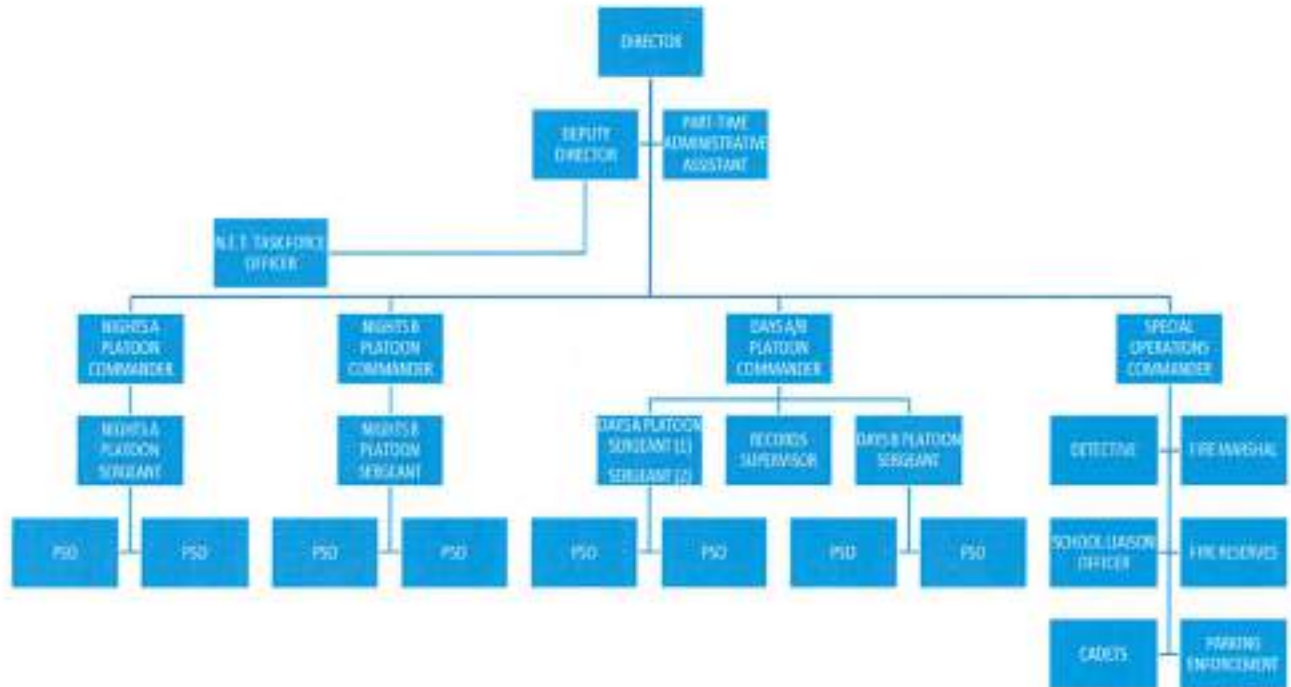 DIRECTOR
DEPUTY
DIRECTOR
PART-TIME
ADMINISTRATIVE
ASSISTANT
N.E.T. TASK FORCE
OFFICER
NIGHTS A
PLATOON
COMMANDER
NIGHTS B
PLATOON
COMMANDER
DAYS A/B
PLATOON
COMMANDER
SPECIAL
OPERATIONS
COMMANDER
NIGHTS A
PLATOON
SERGEANT
NIGHTS B
PLATOON
SERGEANT
DAYS A PLATOON
SERGEANT (1)
SERGEANT (2)
RECORDS
SUPERVISOR
DAYS B PLATOON
SERGEANT
DETECTIVE
FIRE MARSHAL
PSO
PSO
PSO
PSO
PSO
PSO
PSO
PSO
SCHOOL LIAISON
OFFICER
FIRE RESERVES
CADETS
PARKING
ENFORCEMENT